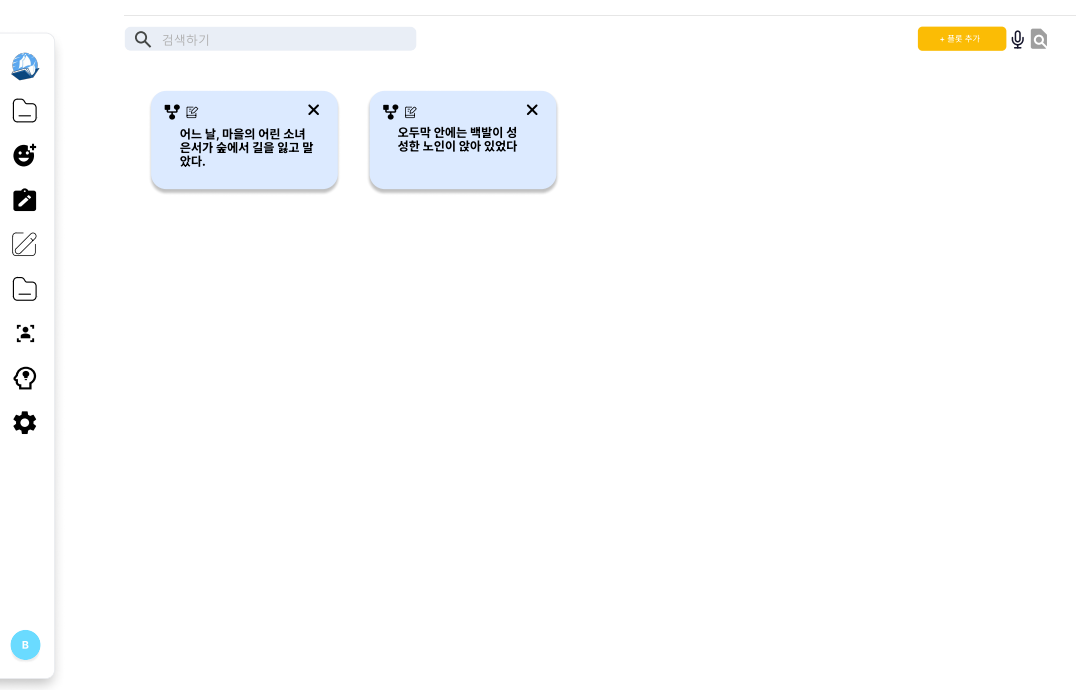 검색하기
+ 플롯 추가
어느 날, 마을의 어린 소녀
은서가 숲에서 길을 잃고 말
았다.
오두막 안에는 백발이 성
성한 노인이 앉아 있었다
B